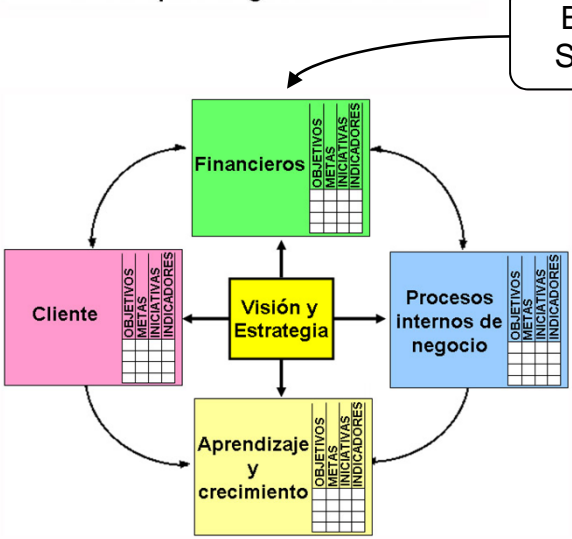 Financieros
OBJETIVOS
METAS
INICIATIVAS
INDICADORES
Cliente
OBJETIVOS
METAS
INICIATIVAS
INDICADORES
Visión y
Estrategia
Procesos
internos de
negocio
OBJETIVOS
METAS
INICIATIVAS
INDICADORES
Aprendizaje
y
crecimiento
OBJETIVOS
METAS
INICIATIVAS
INDICADORES